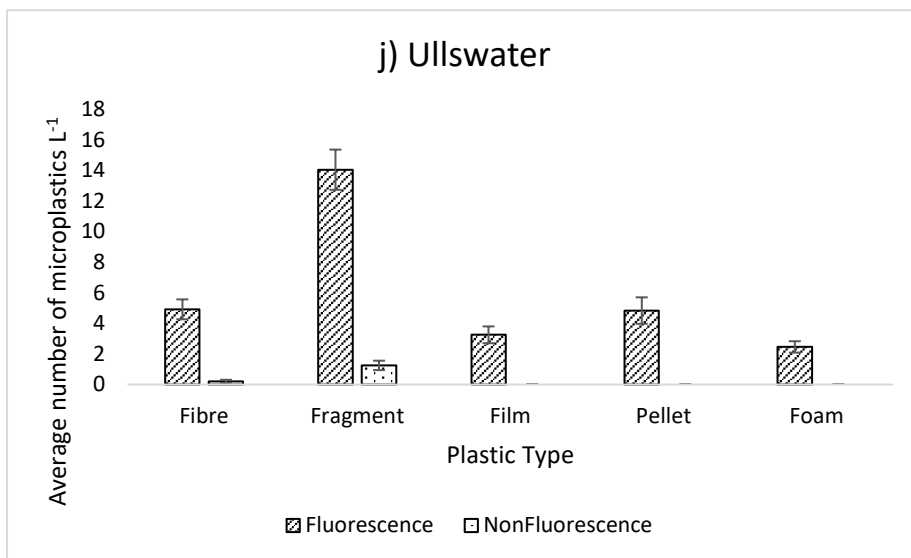 j) Ullswater
Average number of microplastics L⁻¹
18
16
14
12
10
8
6
4
2
0
Fibre Fragment Film Pellet Foam
Plastic Type
Fluorescence NonFluorescence